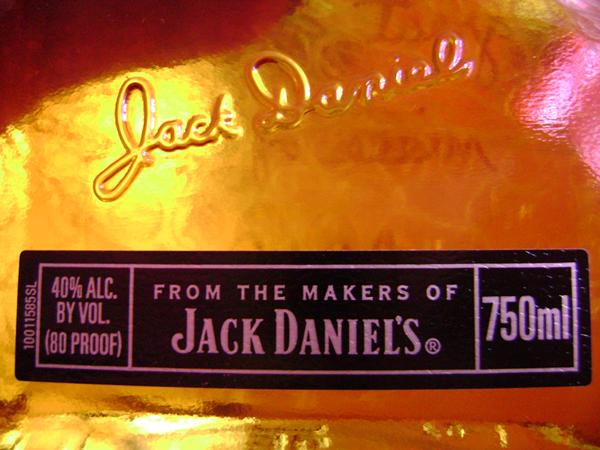 Jack Daniel
10011585SL
40% ALC.
BY VOL.
(80 PROOF)
FROM THE MAKERS OF
JACK DANIEL'S®
750ml